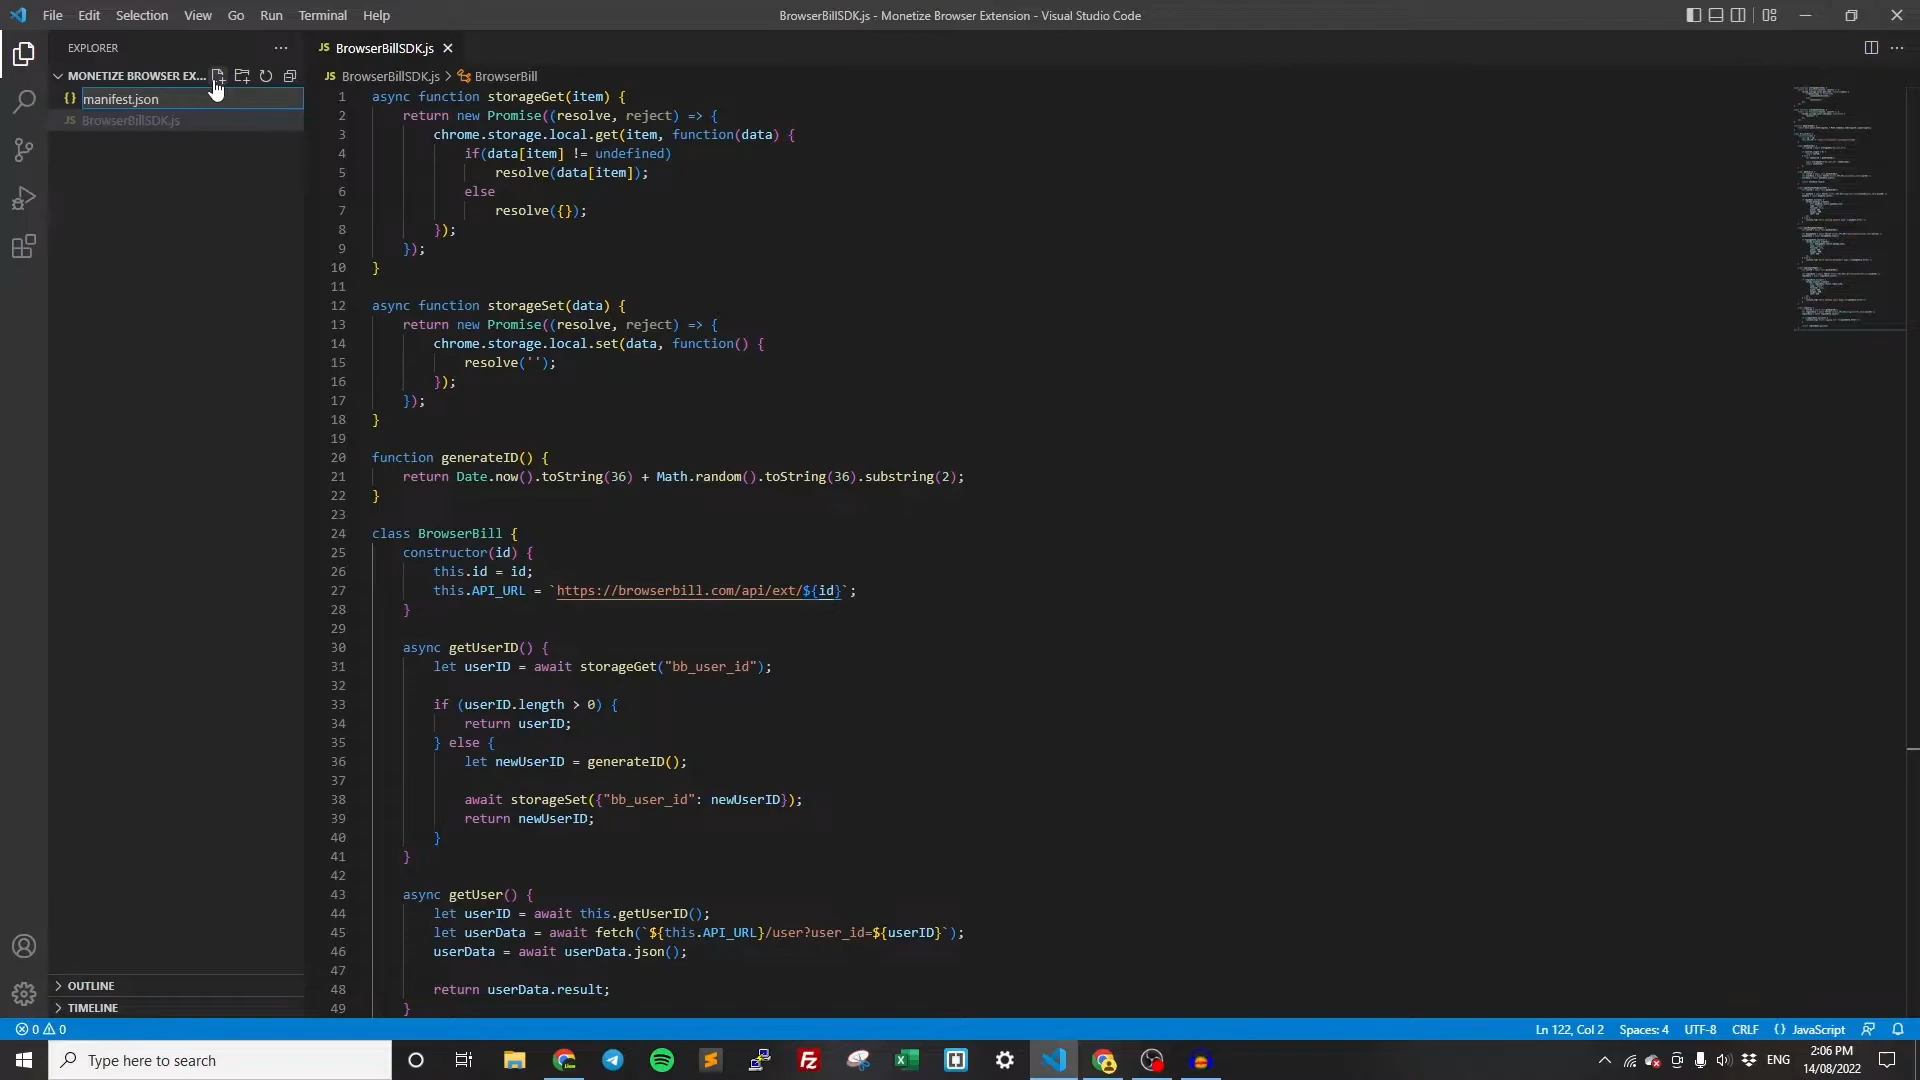 File Edit Selection View Go Run Terminal Help
BrowserBillSDK.js - Monetize Browser Extension - Visual Studio Code
EXPLORER
MONETIZE BROWSER EX...
{} manifest.json
JS BrowserBillSDK.js
OUTLINE
TIMELINE
JS BrowserBillSDK.js
JS BrowserBillSDK.js > BrowserBill
1 async function storageGet(item) {
2 return new Promise((resolve, reject) => {
3 chrome.storage.local.get(item, function(data) {
4 if(data[item] != undefined)
5 resolve(data[item]);
6 else
7 resolve({});
8 });
9 });
10 }
11
12 async function storageSet(data) {
13 return new Promise((resolve, reject) => {
14 chrome.storage.local.set(data, function() {
15 resolve('');
16 });
17 });
18 }
19
20 function generateID() {
21 return Date.now().toString(36) + Math.random().toString(36).substring(2);
22 }
23
24 class BrowserBill {
25 constructor(id) {
26 this.id = id;
27 this.API_URL = `https://browserbill.com/api/ext/${id}`;
28 }
29
30 async getUserID() {
31 let userID = await storageGet("bb_user_id");
32
33 if (userID.length > 0) {
34 return userID;
35 } else {
36 let newUserID = generateID();
37
38 await storageSet({"bb_user_id": newUserID});
39 return newUserID;
40 }
41 }
42
43 async getUser() {
44 let userID = await this.getUserID();
45 let userData = await fetch(`${this.API_URL}/user?user_id=${userID}`);
46 userData = await userData.json();
47
48 return userData.result;
49 }
0 0
Ln 122, Col 2 Spaces: 4 UTF-8 CRLF {} JavaScript
Type here to search
ENG
2:06 PM
14/08/2022